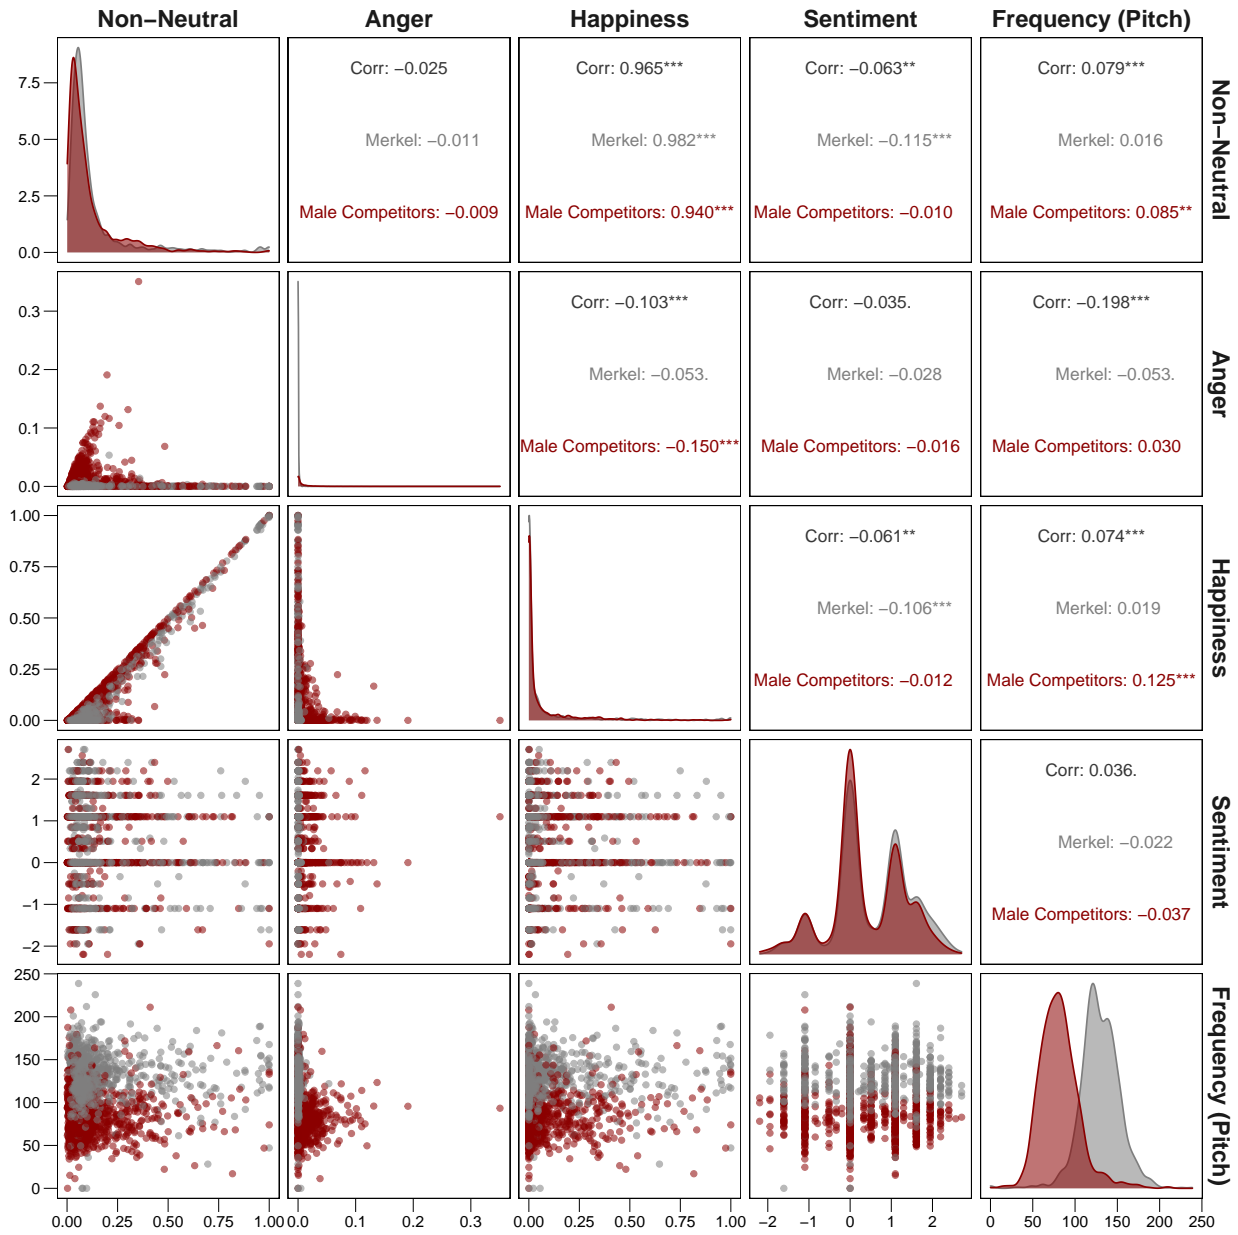 Non−Neutral Anger Happiness Sentiment Frequency (Pitch)
Corr: −0.025 Corr: 0.965*** Corr: −0.063** Corr: 0.079***
Merkel: −0.011 Merkel: 0.982*** Merkel: −0.115*** Merkel: 0.016
Male Competitors: −0.009 Male Competitors: 0.940*** Male Competitors: −0.010 Male Competitors: 0.085**
7.5
5.0
2.5
0.0
Non−Neutral
Corr: −0.103*** Corr: −0.035. Corr: −0.198***
Merkel: −0.053. Merkel: −0.028 Merkel: −0.053.
Male Competitors: −0.150*** Male Competitors: −0.016 Male Competitors: 0.030
0.3
0.2
0.1
0.0
Anger
Corr: −0.061** Corr: 0.074***
Merkel: −0.106*** Merkel: 0.019
Male Competitors: −0.012 Male Competitors: 0.125***
1.00
0.75
0.50
0.25
0.00
Happiness
Corr: 0.036.
Merkel: −0.022
Male Competitors: −0.037
2
1
0
−1
−2
Sentiment
250
200
150
100
50
0
Frequency (Pitch)
0.00 0.25 0.50 0.75 1.00 0.0 0.1 0.2 0.3 0.00 0.25 0.50 0.75 1.00 −2 −1 0 1 2 0 50 100 150 200 250